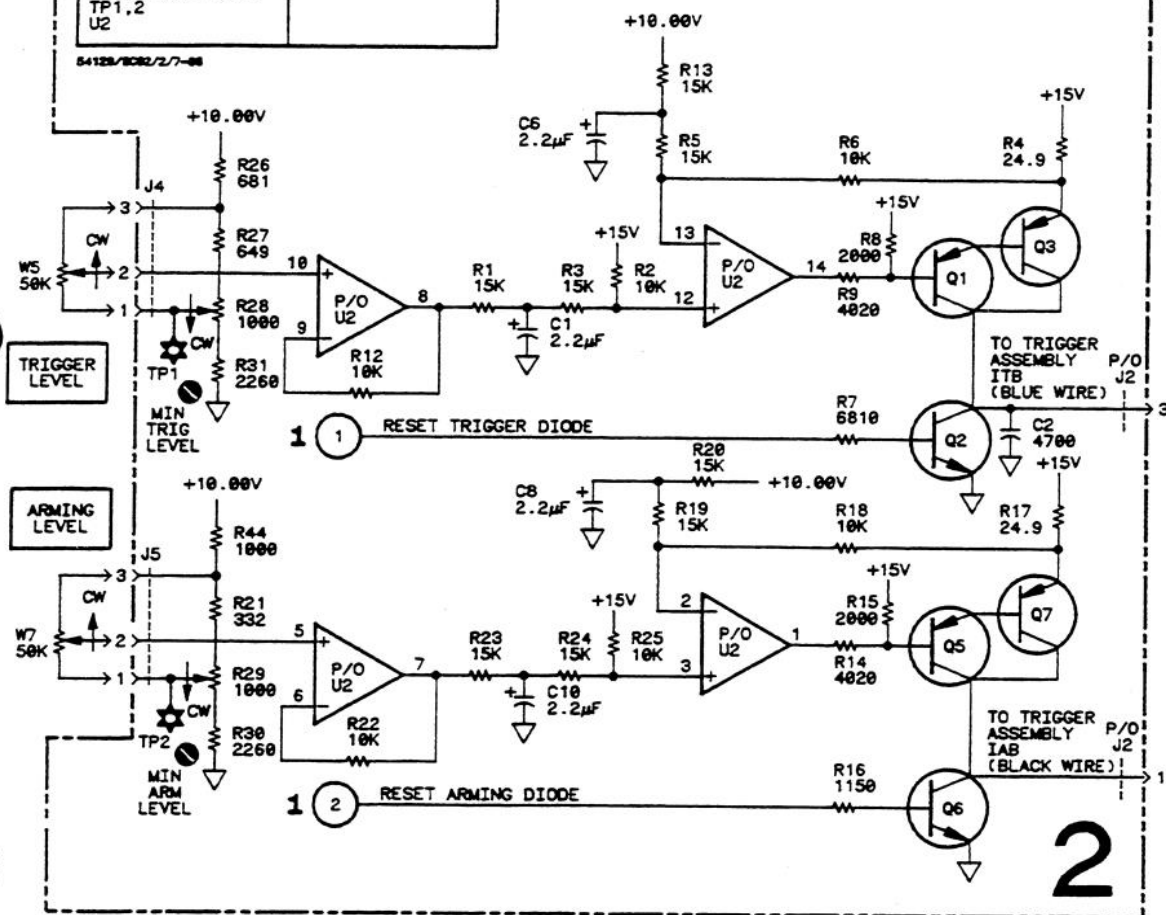 TP1,2
U2
54120/BC02/2/7-86
+10.00V
R13
15K
C6
2.2µF
+
R5
15K
R6
10K
+15V
R4
24.9
+10.00V
R26
681
J4
3
CW
W5
50K
2
1
R27
649
R28
1000
CW
TP1
R31
2260
TRIGGER
LEVEL
MIN
TRIG
LEVEL
10
+
P/O
U2
8
9
-
R12
10K
R1
15K
R3
15K
+
C1
2.2µF
+15V
R2
10K
13
-
P/O
U2
12
+
14
+15V
R8
2000
R9
4020
Q1
Q3
TO TRIGGER
ASSEMBLY
ITB
(BLUE WIRE)
P/O
J2
3
1
1
RESET TRIGGER DIODE
R7
6810
Q2
C2
4700
ARMING
LEVEL
+10.00V
R44
1000
J5
3
CW
W7
50K
2
1
R21
332
R29
1000
CW
TP2
R30
2260
MIN
ARM
LEVEL
5
+
P/O
U2
7
6
-
R22
10K
R23
15K
R24
15K
+
C10
2.2µF
+15V
R25
10K
C8
2.2µF
+
R20
15K
+10.00V
R19
15K
R18
10K
+15V
R17
24.9
2
-
P/O
U2
3
+
1
+15V
R15
2000
R14
4020
Q5
Q7
TO TRIGGER
ASSEMBLY
IAB
(BLACK WIRE)
P/O
J2
1
1
2
RESET ARMING DIODE
R16
1150
Q6
2